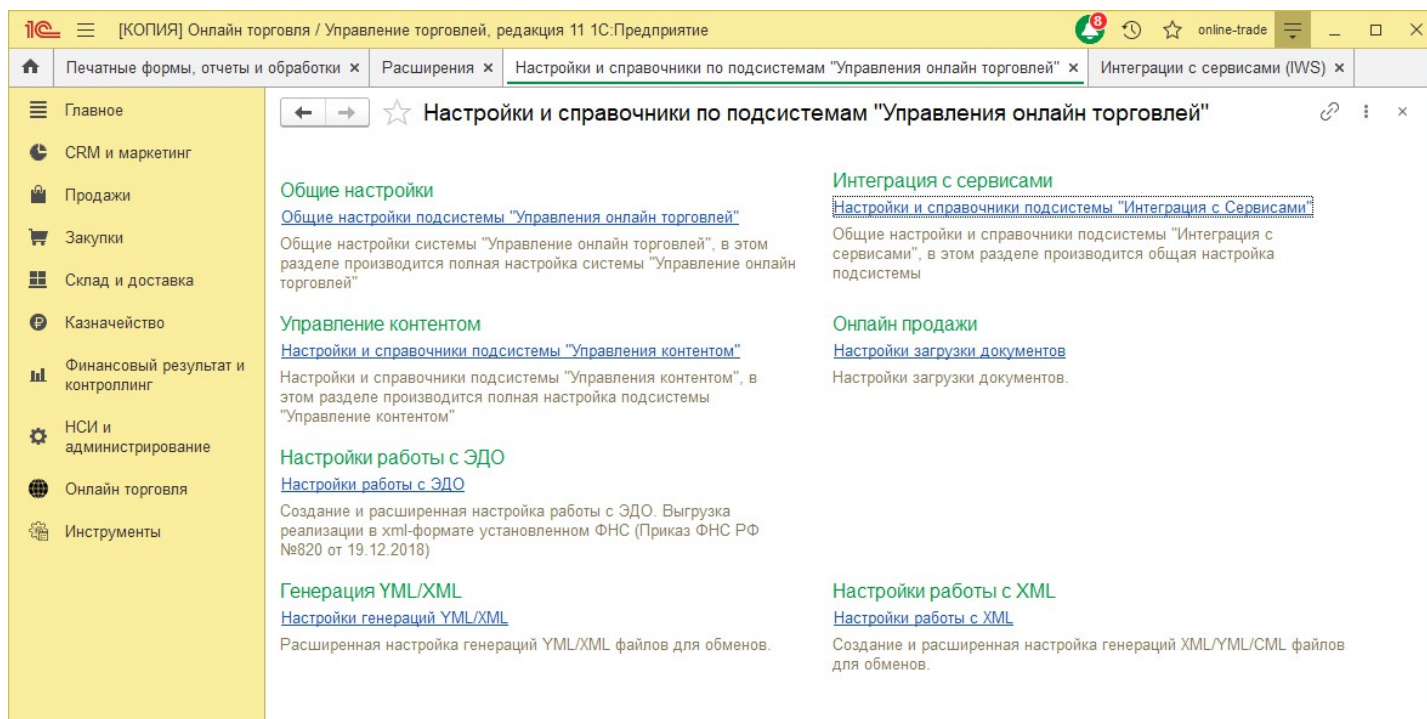 1С [КОПИЯ] Онлайн торговля / Управление торговлей, редакция 11 1С:Предприятие 8 online-trade
Печатные формы, отчеты и обработки × Расширения × Настройки и справочники по подсистемам "Управления онлайн торговлей" × Интеграции с сервисами (IWS) ×
Главное
CRM и маркетинг
Продажи
Закупки
Склад и доставка
Казначейство
Финансовый результат и
контроллинг
НСИ и
администрирование
Онлайн торговля
Инструменты
Настройки и справочники по подсистемам "Управления онлайн торговлей"
Общие настройки
Общие настройки подсистемы "Управления онлайн торговлей"
Общие настройки системы "Управление онлайн торговлей", в этом
разделе производится полная настройка системы "Управление онлайн
торговлей"
Интеграция с сервисами
Настройки и справочники подсистемы "Интеграция с Сервисами"
Общие настройки и справочники подсистемы "Интеграция с
сервисами", в этом разделе производится общая настройка
подсистемы
Управление контентом
Настройки и справочники подсистемы "Управления контентом"
Настройки и справочники подсистемы "Управления контентом", в
этом разделе производится полная настройка подсистемы
"Управление контентом"
Онлайн продажи
Настройки загрузки документов
Настройки загрузки документов.
Настройки работы с ЭДО
Настройки работы с ЭДО
Создание и расширенная настройка работы с ЭДО. Выгрузка
реализации в xml-формате установленном ФНС (Приказ ФНС РФ
№820 от 19.12.2018)
Генерация YML/XML
Настройки генераций YML/XML
Расширенная настройка генераций YML/XML файлов для обменов.
Настройки работы с XML
Настройки работы с XML
Создание и расширенная настройка генераций XML/YML/CML файлов
для обменов.